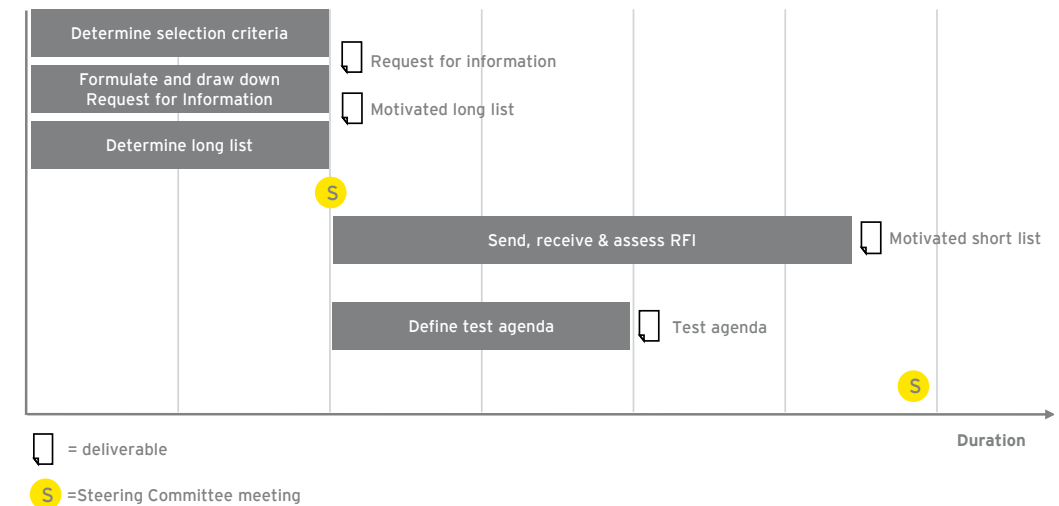 Determine selection criteria
Request for information
Formulate and draw down
Request for Information
Motivated long list
Determine long list
S
Send, receive & assess RFI
Motivated short list
Define test agenda
Test agenda
S
Duration
= deliverable
S =Steering Committee meeting